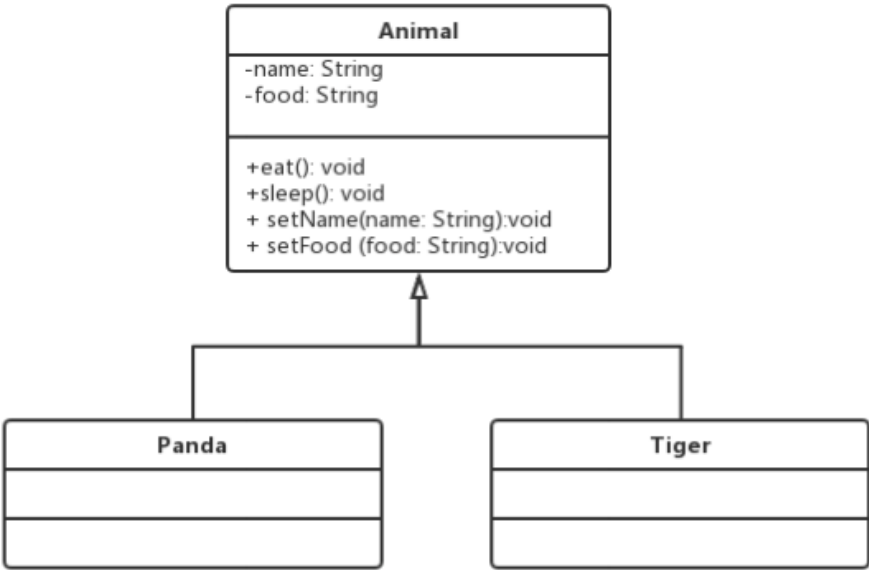 Animal
-name: String
-food: String
+eat(): void
+sleep(): void
+ setName(name: String):void
+ setFood (food: String):void
Panda
Tiger